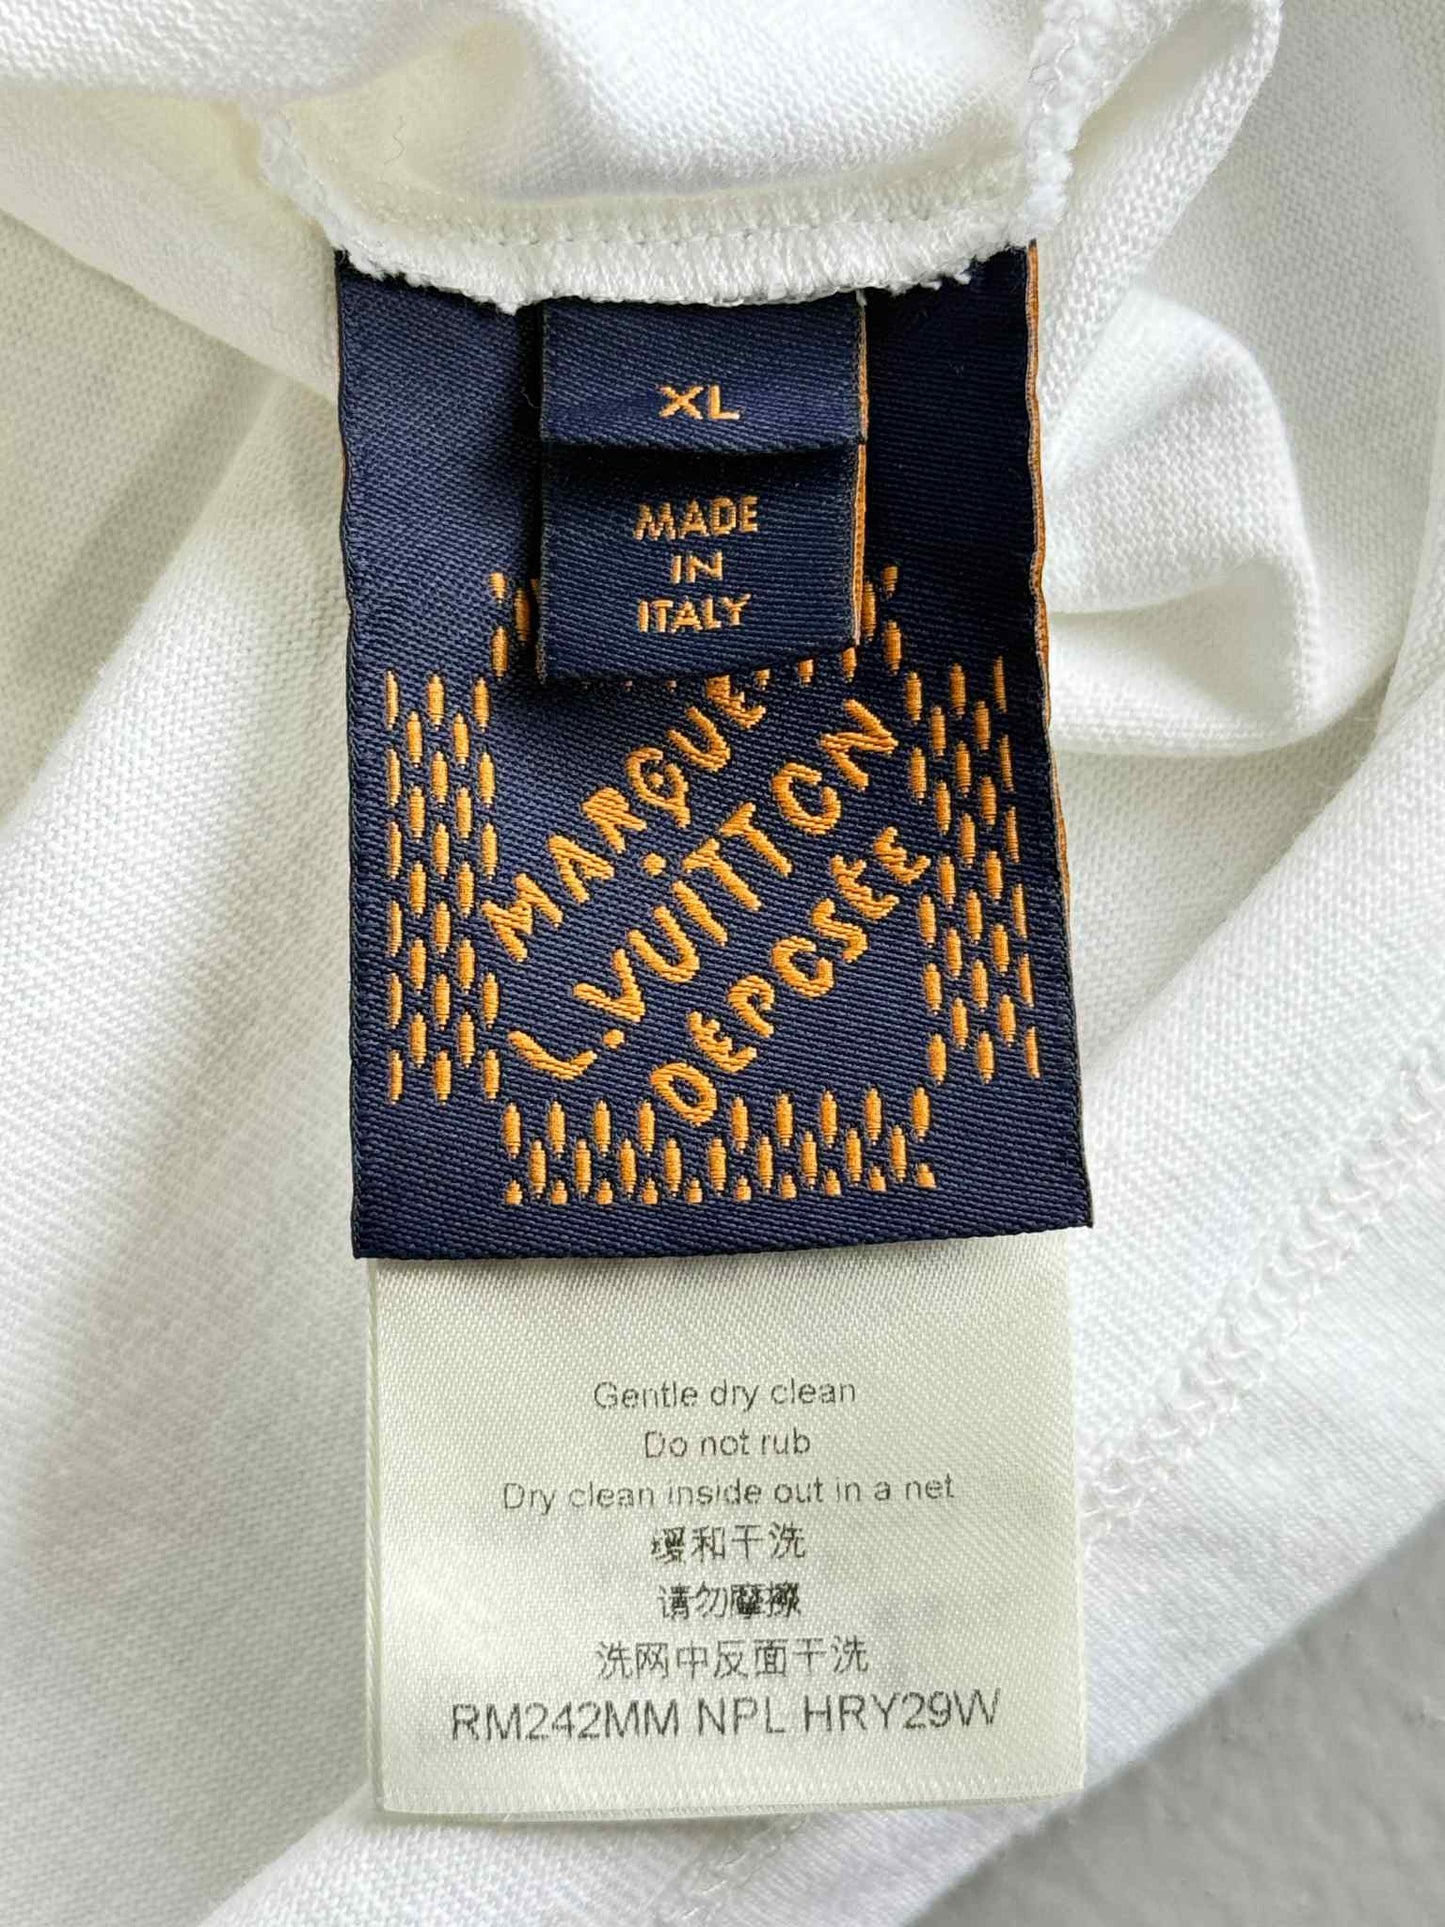 XL
MADE
IN
ITALY
MARQUE
L.VUITTON
DEPOSEE
Gentle dry clean
Do not rub
Dry clean inside out in a net
缓和干洗
请勿摩擦
洗网中反面干洗
RM242MM NPL HRY29W